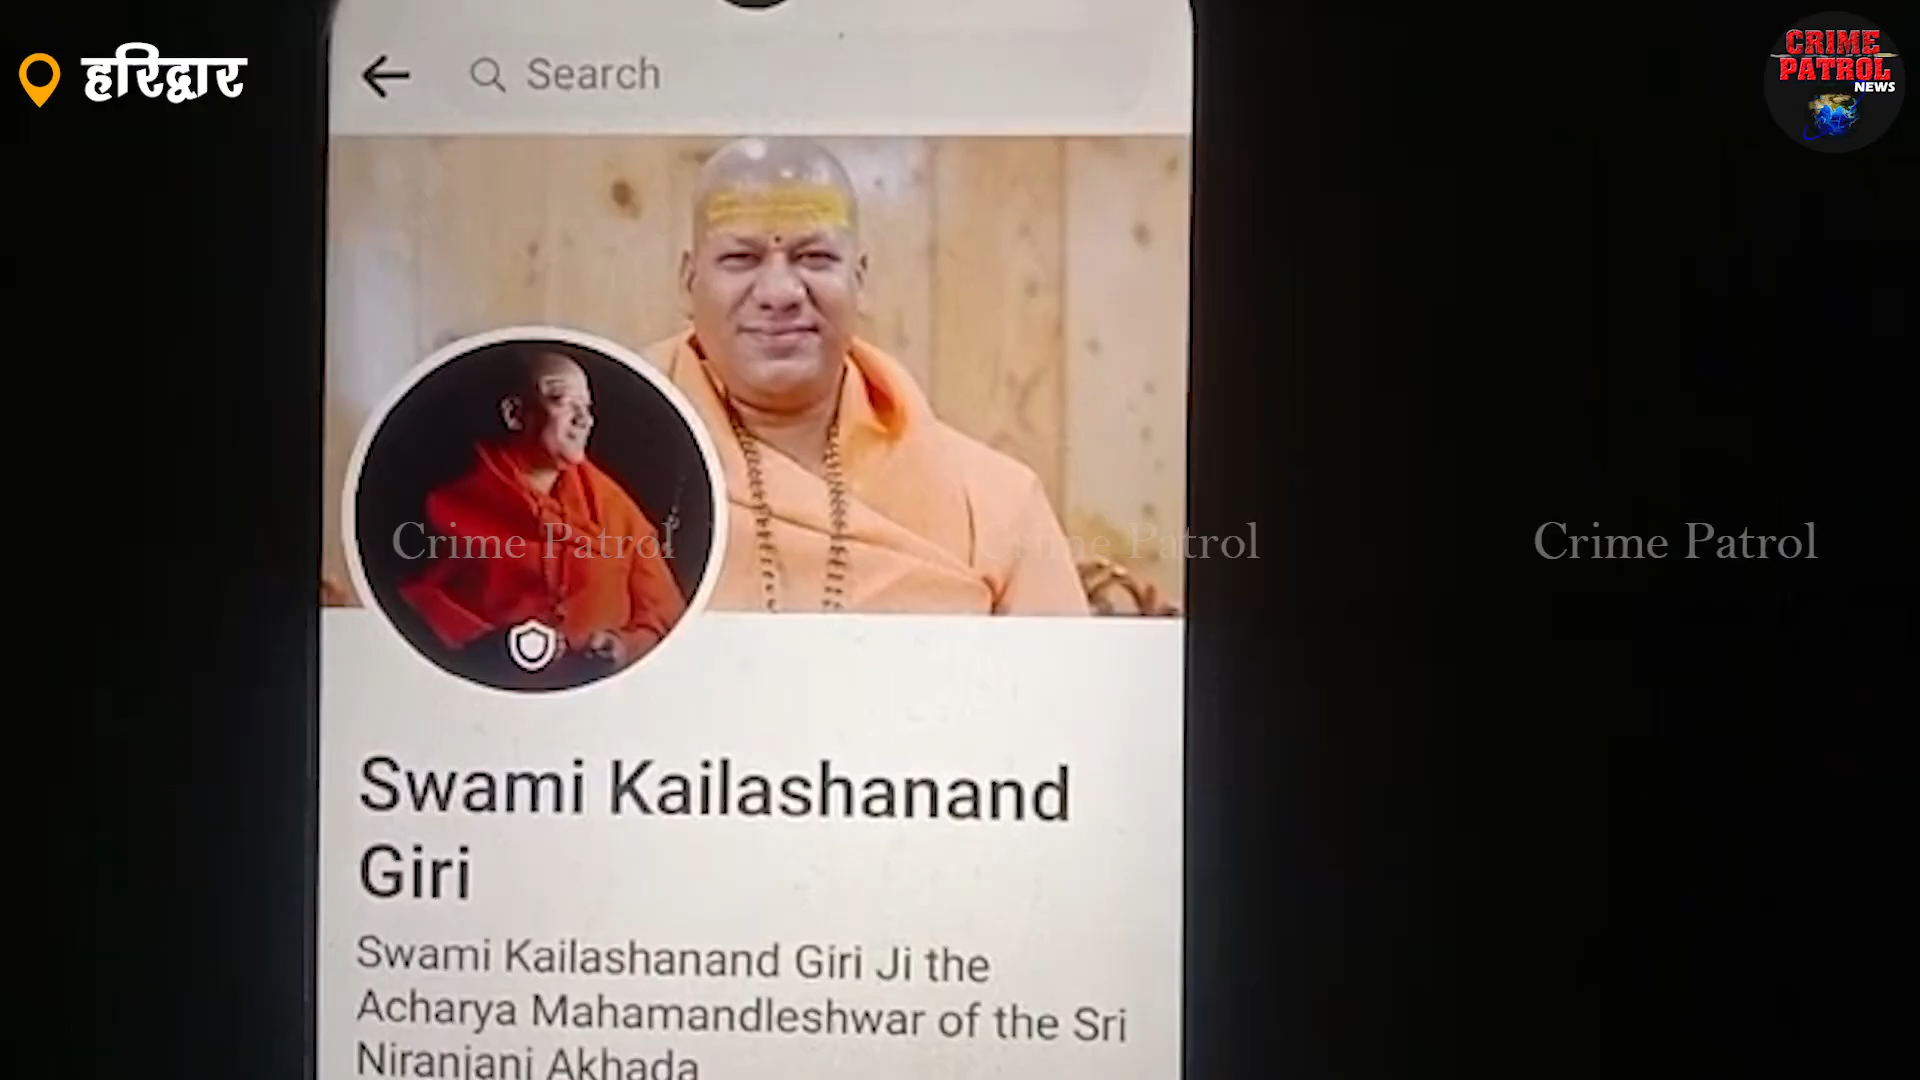 हरिद्वार
CRIME
PATROL
NEWS
Search
Crime Patrol
Crime Patrol
Crime Patrol
Swami Kailashanand
Giri
Swami Kailashanand Giri Ji the
Acharya Mahamandleshwar of the Sri
Niranjani Akhada